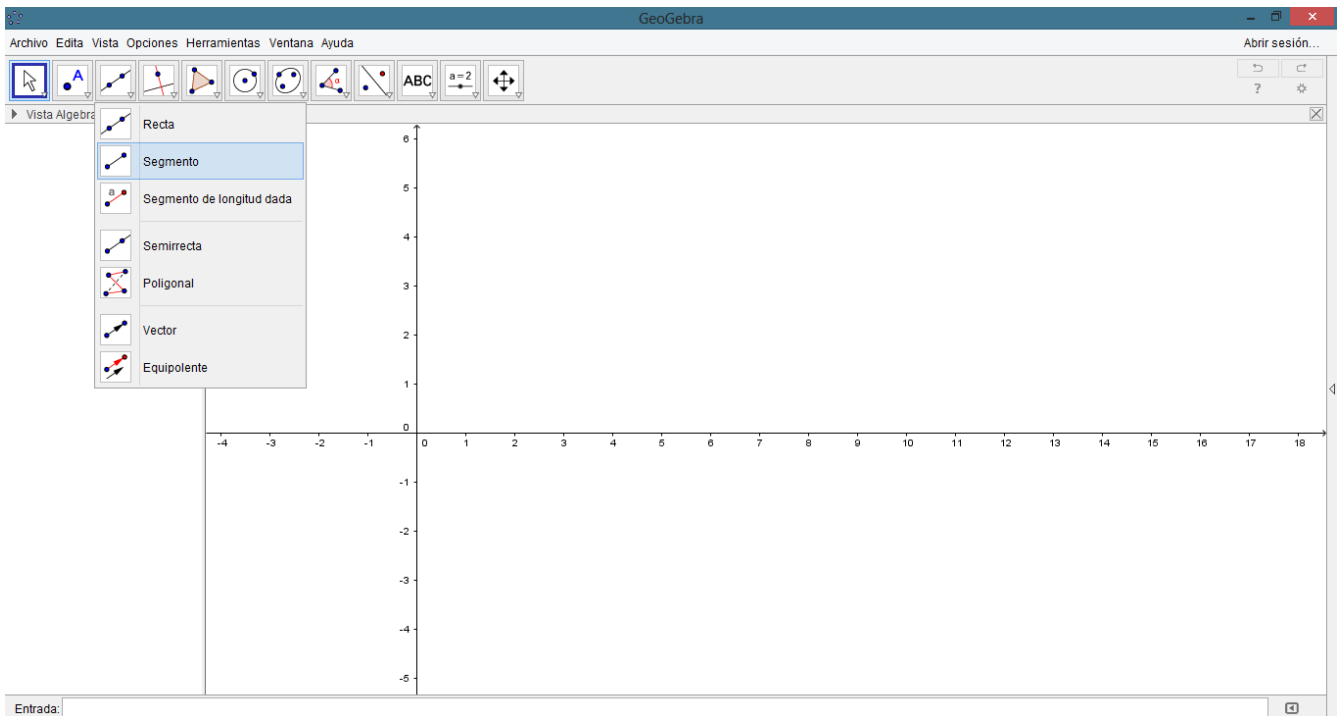 GeoGebra
Archivo Edita Vista Opciones Herramientas Ventana Ayuda
Abrir sesión...
A
α
ABC
a=2
?
Vista Algebra
Recta
Segmento
a
Segmento de longitud dada
Semirrecta
Poligonal
Vector
Equipolente
6
5
4
3
2
1
0
-4 -3 -2 -1 0 1 2 3 4 5 6 7 8 9 10 11 12 13 14 15 16 17 18
-1
-2
-3
-4
-5
Entrada: